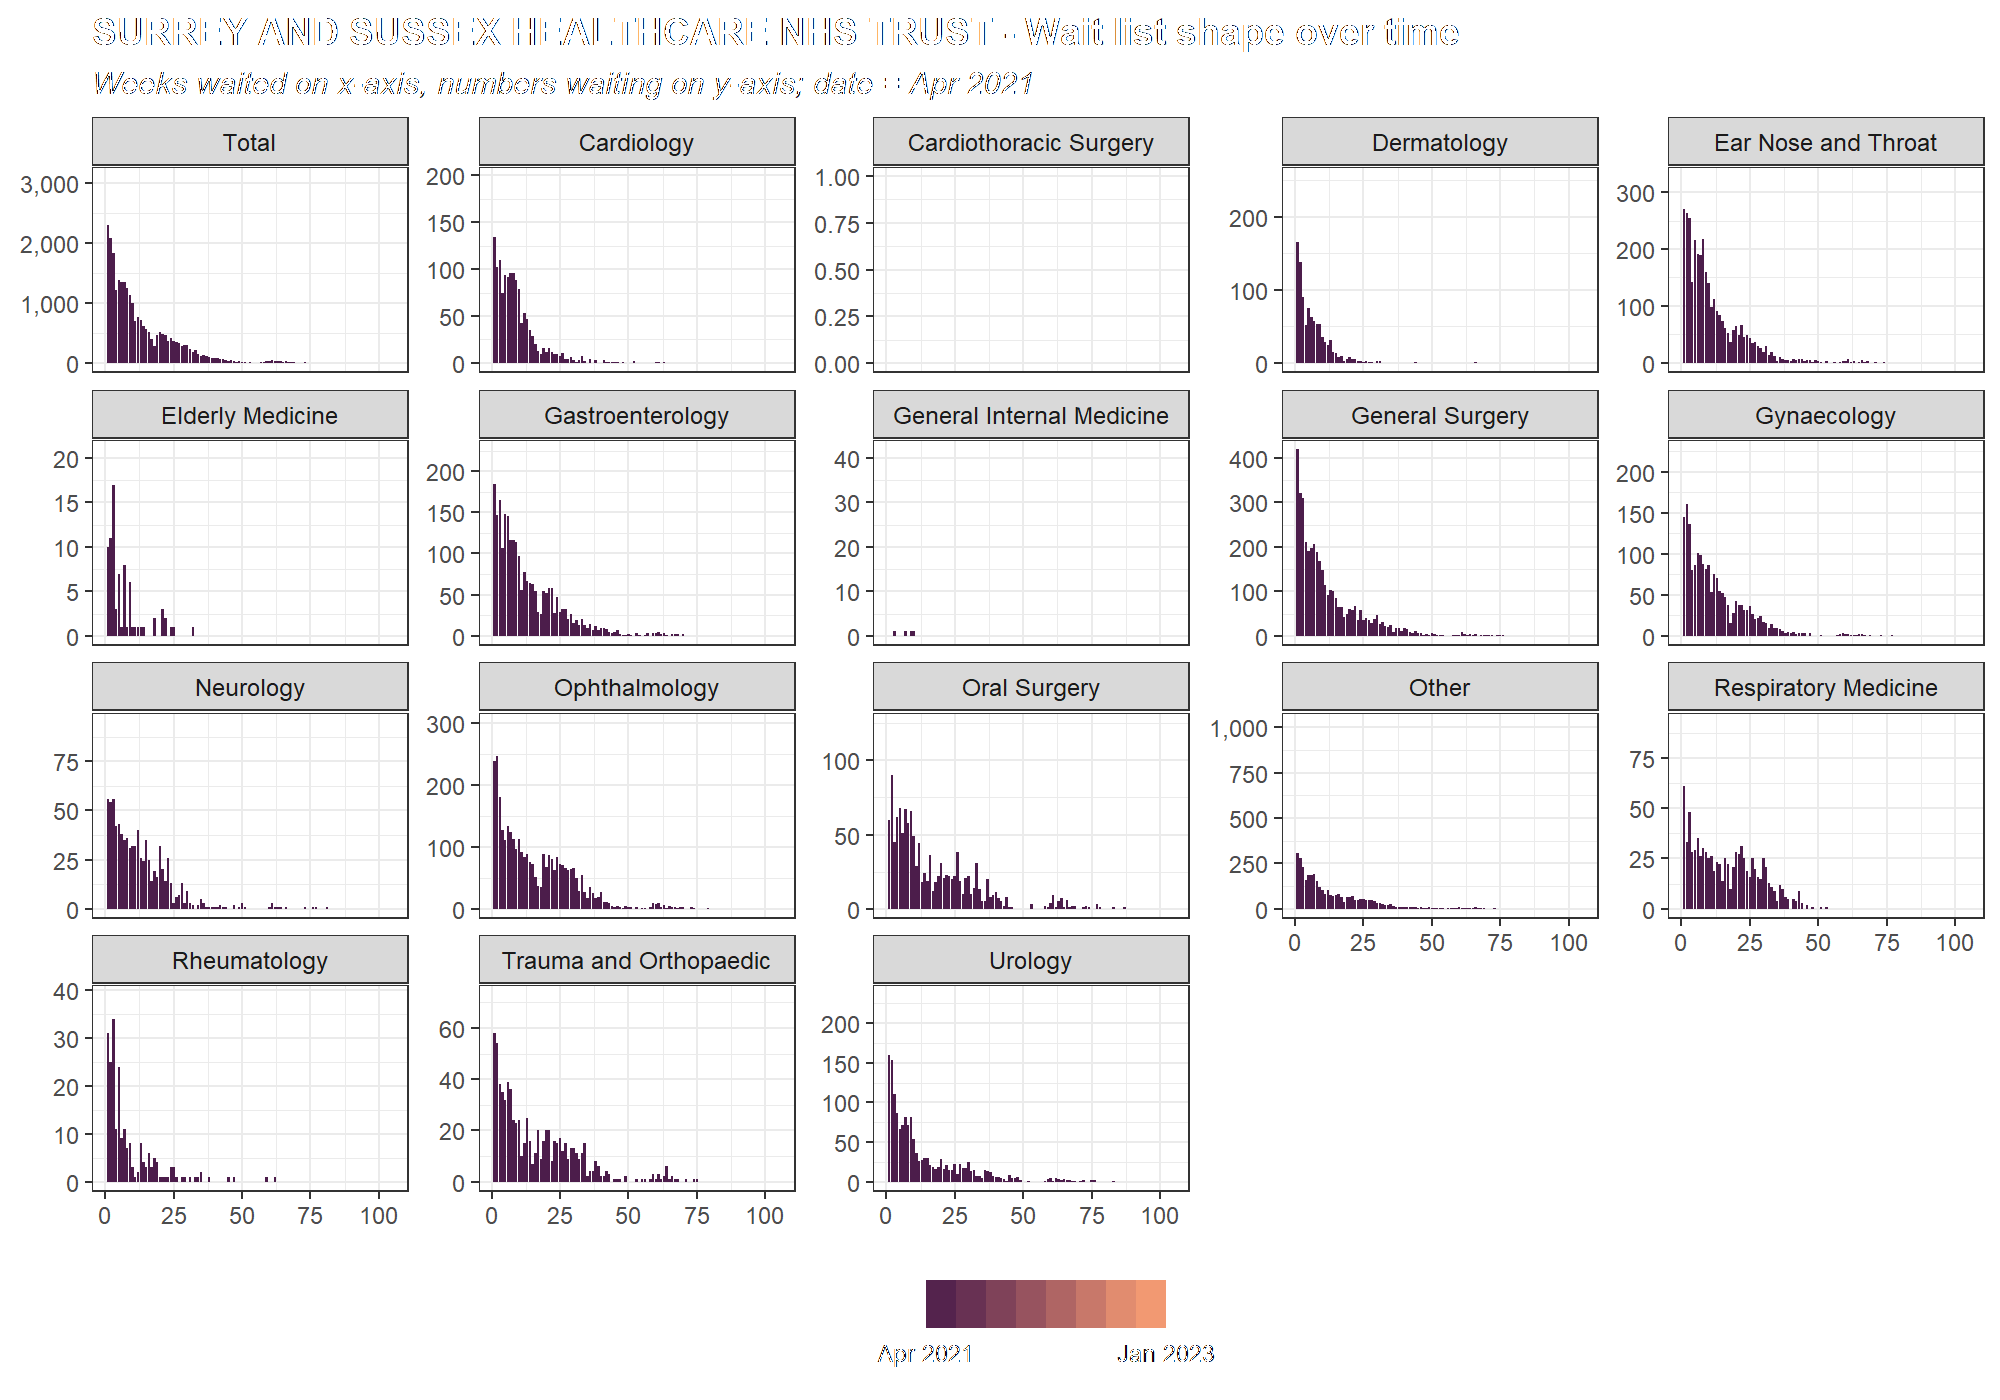 SURREY AND SUSSEX HEALTHCARE NHS TRUST - Wait list shape over time
Weeks waited on x-axis, numbers waiting on y-axis; date = Apr 2021
Total
Cardiology
Cardiothoracic Surgery
Dermatology
Ear Nose and Throat
3,000
2,000
1,000
0
200
150
100
50
0
1.00
0.75
0.50
0.25
0.00
200
100
0
300
200
100
0
Elderly Medicine
Gastroenterology
General Internal Medicine
General Surgery
Gynaecology
20
15
10
5
0
200
150
100
50
0
40
30
20
10
0
400
300
200
100
0
200
150
100
50
0
Neurology
Ophthalmology
Oral Surgery
Other
Respiratory Medicine
75
50
25
0
300
200
100
0
100
50
0
1,000
750
500
250
0
75
50
25
0
0 25 50 75 100
0 25 50 75 100
Rheumatology
Trauma and Orthopaedic
Urology
40
30
20
10
0
60
40
20
0
200
150
100
50
0
0 25 50 75 100
0 25 50 75 100
0 25 50 75 100
Apr 2021
Jan 2023